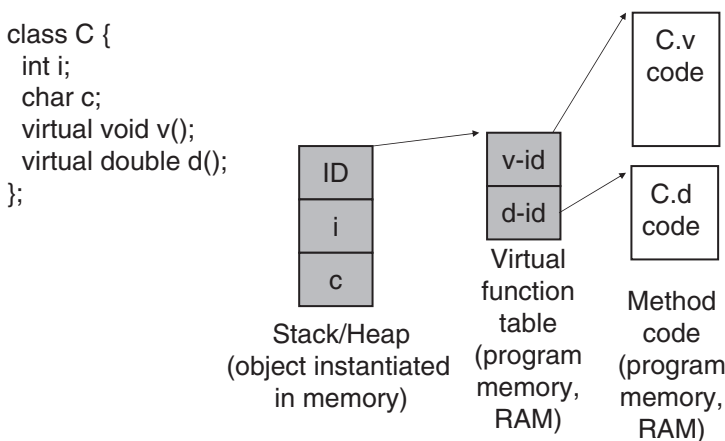 class C {
int i;
char c;
virtual void v();
virtual double d();
};
ID
i
c
Stack/Heap
(object instantiated
in memory)
v-id
d-id
Virtual
function
table
(program
memory,
RAM)
C.v
code
C.d
code
Method
code
(program
memory,
RAM)